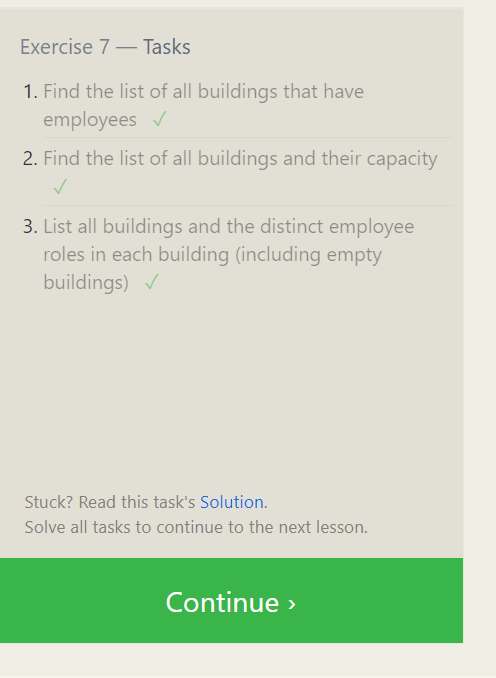 Exercise 7 — Tasks
1. Find the list of all buildings that have
employees ✓
2. Find the list of all buildings and their capacity
✓
3. List all buildings and the distinct employee
roles in each building (including empty
buildings) ✓
Stuck? Read this task's Solution.
Solve all tasks to continue to the next lesson.
Continue ›